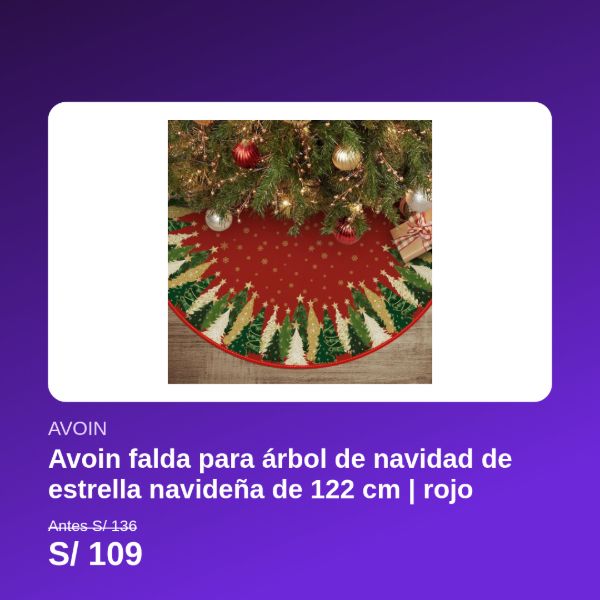 AVOIN
Avoin falda para árbol de navidad de
estrella navideña de 122 cm | rojo
Antes S/ 136
S/ 109